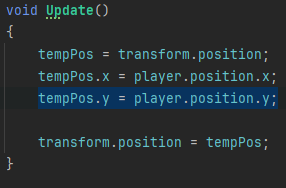 void Update()
{
tempPos = transform.position;
tempPos.x = player.position.x;
tempPos.y = player.position.y;
transform.position = tempPos;
}